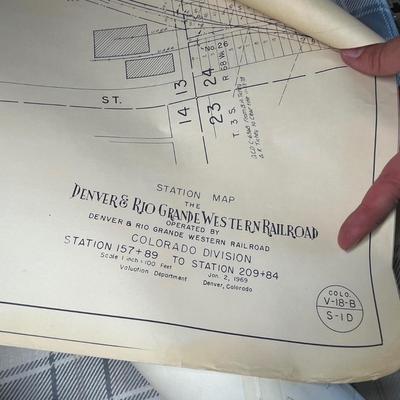 No. 26
R 68 W.
ST.
13
24
14
23
T. 3 S.
STATION MAP
THE
DENVER & RIO GRANDE WESTERN RAILROAD
OPERATED BY
DENVER & RIO GRANDE WESTERN RAILROAD
COLORADO DIVISION
STATION 157+89 TO STATION 209+84
Scale 1 inch = 100 Feet Jan. 2, 1969
Valuation Department Denver, Colorado
COLO.
V-18-B
S-1D